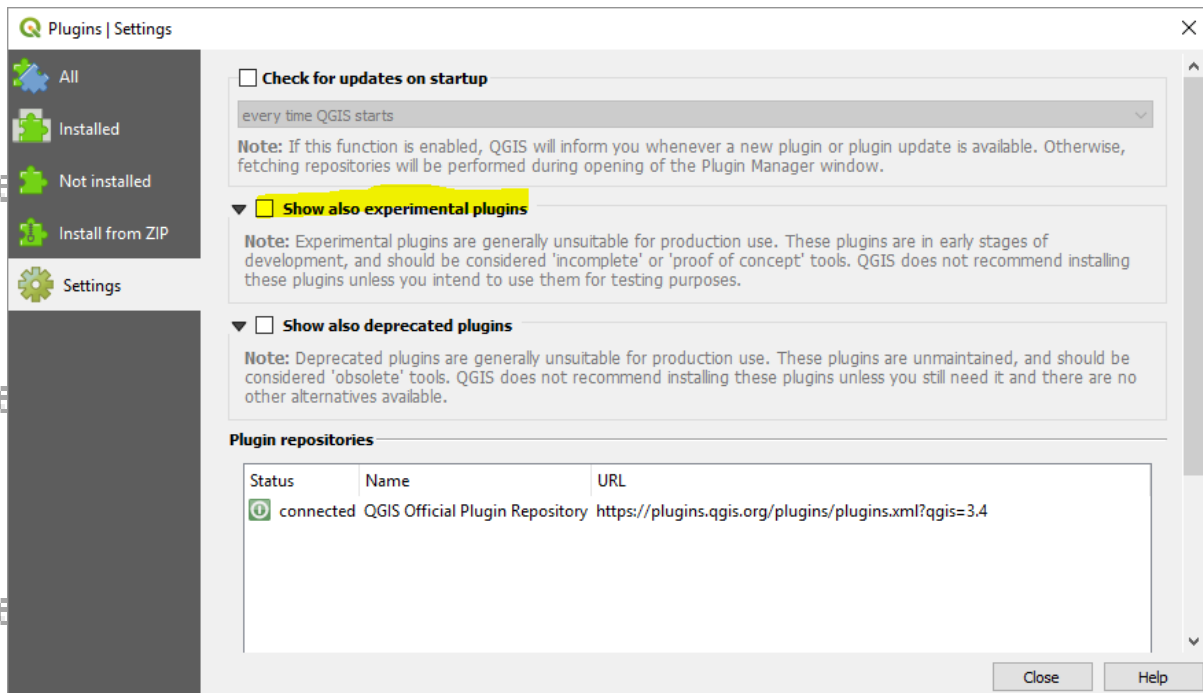 Plugins | Settings
All
Installed
Not installed
Install from ZIP
Settings
Check for updates on startup
every time QGIS starts
Note: If this function is enabled, QGIS will inform you whenever a new plugin or plugin update is available. Otherwise,
fetching repositories will be performed during opening of the Plugin Manager window.
Show also experimental plugins
Note: Experimental plugins are generally unsuitable for production use. These plugins are in early stages of
development, and should be considered 'incomplete' or 'proof of concept' tools. QGIS does not recommend installing
these plugins unless you intend to use them for testing purposes.
Show also deprecated plugins
Note: Deprecated plugins are generally unsuitable for production use. These plugins are unmaintained, and should be
considered 'obsolete' tools. QGIS does not recommend installing these plugins unless you still need it and there are no
other alternatives available.
Plugin repositories
Status Name URL
connected QGIS Official Plugin Repository https://plugins.qgis.org/plugins/plugins.xml?qgis=3.4
Close Help